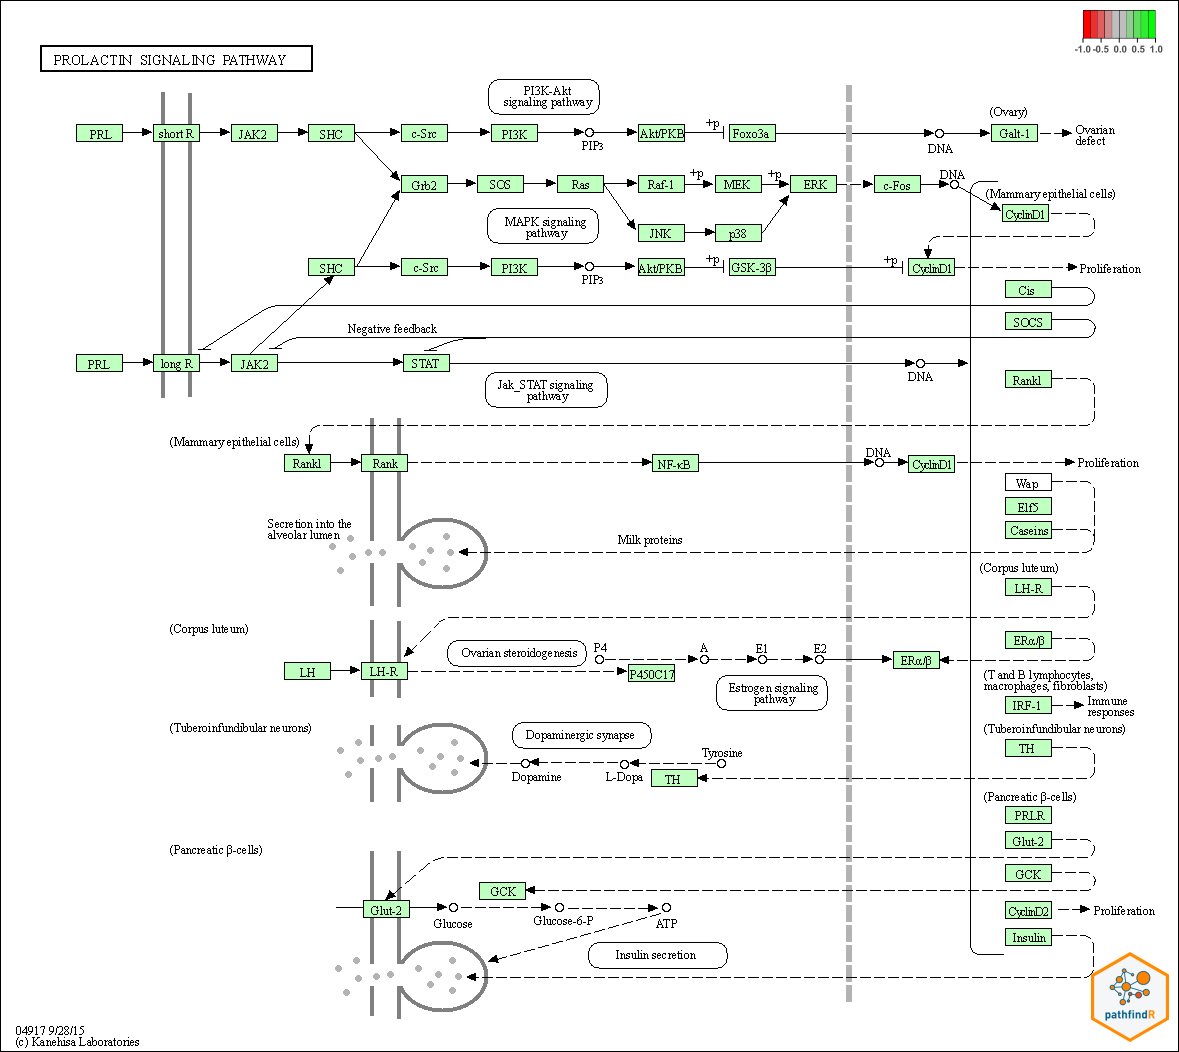 -1.0 -0.5 0.0 0.5 1.0
PROLACTIN SIGNALING PATHWAY
PI3K-Akt
signaling pathway
(Ovary)
PRL
short R
JAK2
SHC
c-Src
PI3K
PIP3
Akt/PKB
+p
Foxo3a
DNA
Galt-1
Ovarian
defect
Grb2
SOS
Ras
Raf-1
+p
MEK
+p
ERK
c-Fos
DNA
(Mammary epithelial cells)
CyclinD1
MAPK signaling
pathway
JNK
p38
SHC
c-Src
PI3K
PIP3
Akt/PKB
+p
GSK-3β
+p
CyclinD1
Proliferation
Cis
SOCS
Negative feedback
PRL
long R
JAK2
STAT
DNA
Jak_STAT signaling
pathway
Rankl
(Mammary epithelial cells)
Rankl
Rank
NF-κB
DNA
CyclinD1
Proliferation
Wap
Elf5
Caseins
Secretion into the
alveolar lumen
Milk proteins
(Corpus luteum)
LH-R
(Corpus luteum)
LH
LH-R
Ovarian steroidogenesis
P4
A
E1
E2
P450C17
ERα/β
ERα/β
Estrogen signaling
pathway
(T and B lymphocytes,
macrophages, fibroblasts)
IRF-1
Immune
responses
(Tuberoinfundibular neurons)
(Tuberoinfundibular neurons)
TH
Dopaminergic synapse
Dopamine
L-Dopa
Tyrosine
TH
(Pancreatic β-cells)
PRLR
Glut-2
GCK
CyclinD2
Proliferation
Insulin
(Pancreatic β-cells)
GCK
Glut-2
Glucose
Glucose-6-P
ATP
Insulin secretion
pathfindR
04917 9/28/15
(c) Kanehisa Laboratories